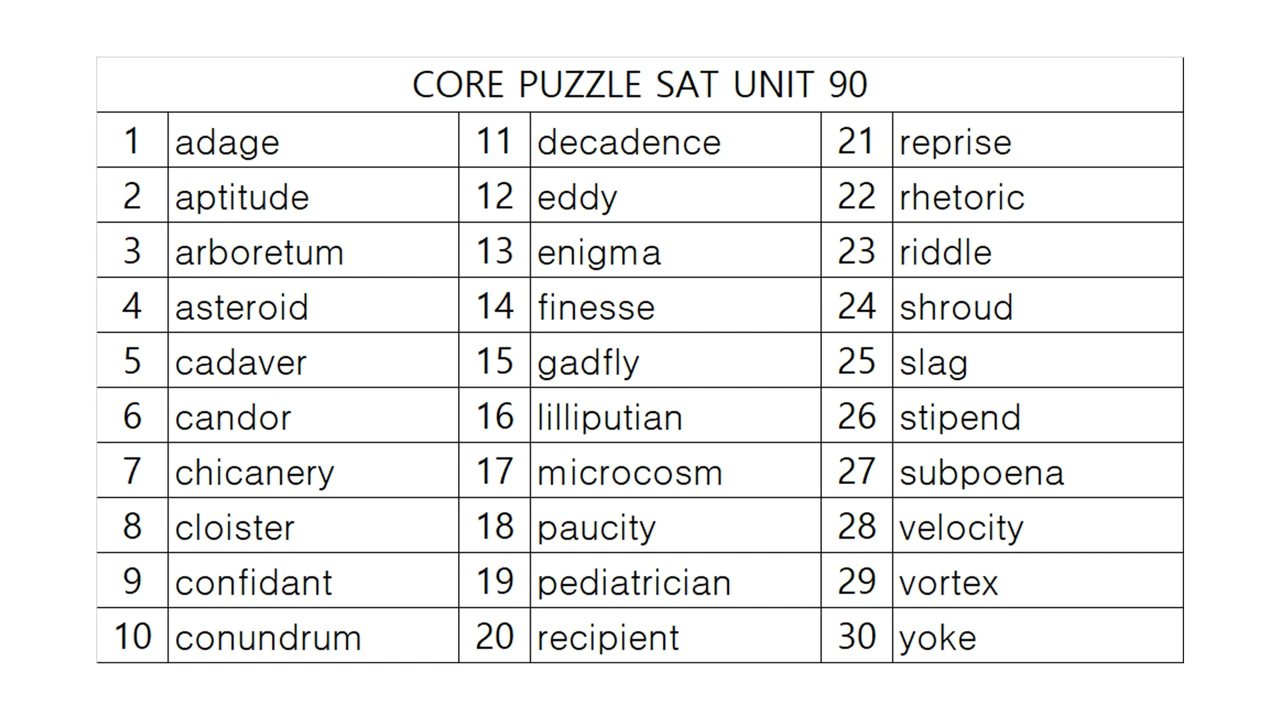 CORE PUZZLE SAT UNIT 90
1 adage 11 decadence 21 reprise
2 aptitude 12 eddy 22 rhetoric
3 arboretum 13 enigma 23 riddle
4 asteroid 14 finesse 24 shroud
5 cadaver 15 gadfly 25 slag
6 candor 16 lilliputian 26 stipend
7 chicanery 17 microcosm 27 subpoena
8 cloister 18 paucity 28 velocity
9 confidant 19 pediatrician 29 vortex
10 conundrum 20 recipient 30 yoke